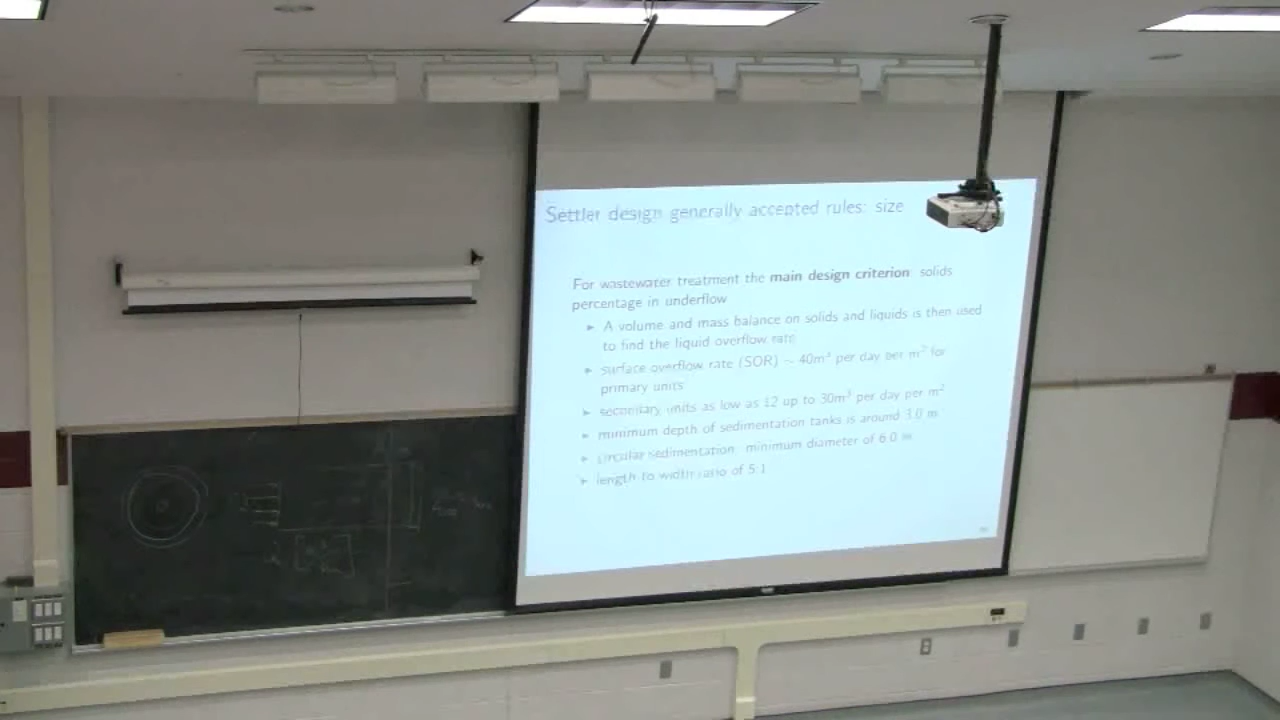 Settler design generally accepted rules: size
For wastewater treatment the main design criterion: solids
percentage in underflow
▸ A volume and mass balance on solids and liquids is then used
to find the liquid overflow rate
▸ surface overflow rate (SOR) ∼ 40m³ per day per m² for
primary units
▸ secondary units as low as 12 up to 30m³ per day per m²
▸ minimum depth of sedimentation tanks is around 3.0 m
▸ circular sedimentation: minimum diameter of 6.0 m
▸ length to width ratio of 5:1